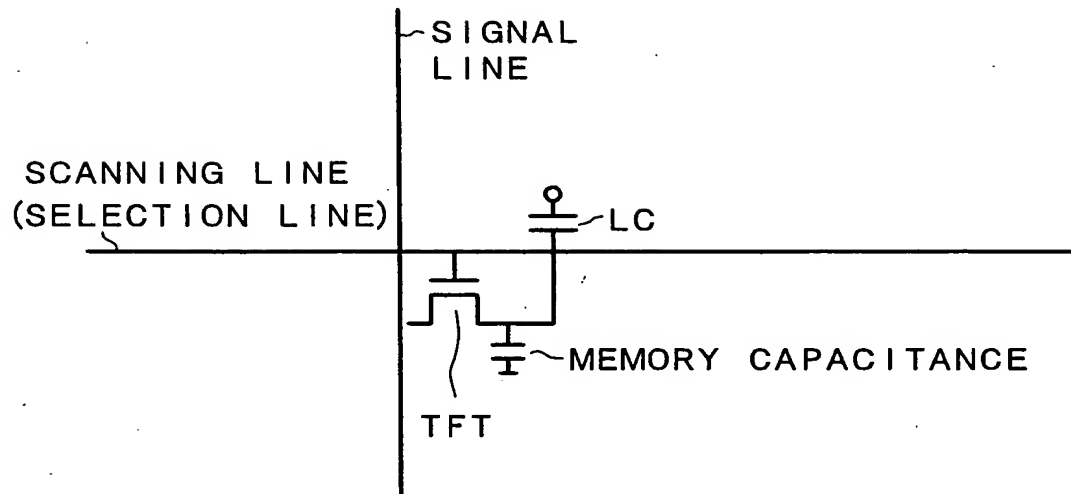 SIGNAL
LINE
SCANNING LINE
(SELECTION LINE)
LC
MEMORY CAPACITANCE
TFT